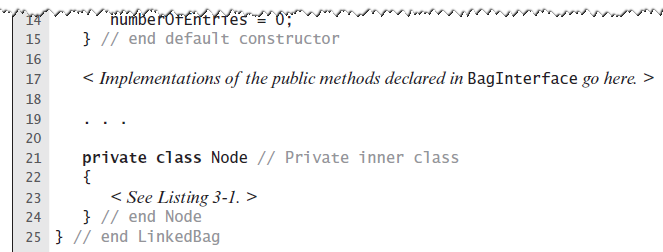 14 numberOfEntries = 0;
15 } // end default constructor
16
17 < Implementations of the public methods declared in BagInterface go here. >
18
19 . . .
20
21 private class Node // Private inner class
22 {
23 < See Listing 3-1. >
24 } // end Node
25 } // end LinkedBag